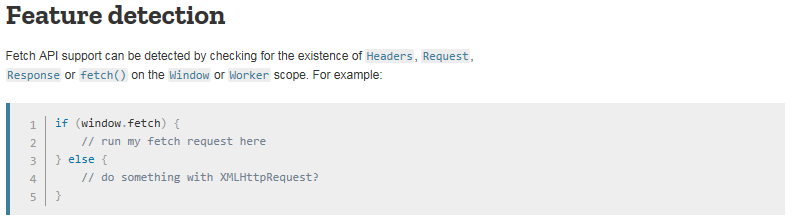 Feature detection
Fetch API support can be detected by checking for the existence of Headers, Request,
Response or fetch() on the Window or Worker scope. For example:
1 if (window.fetch) {
2     // run my fetch request here
3 } else {
4     // do something with XMLHttpRequest?
5 }